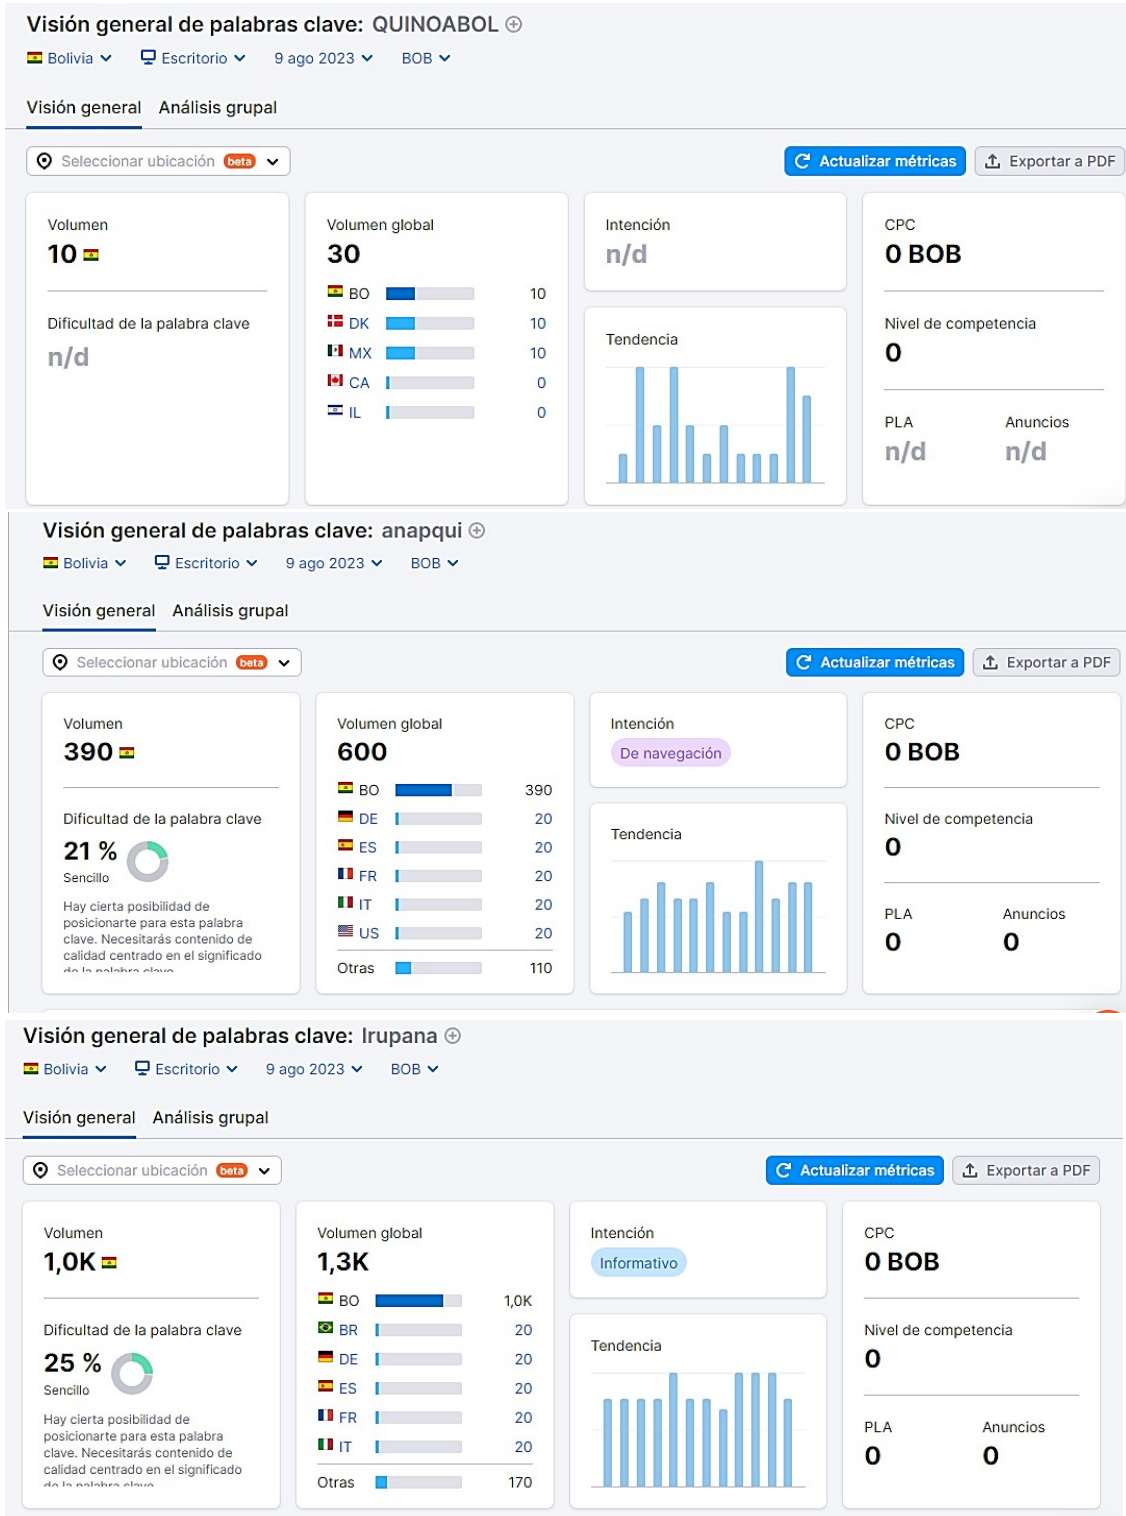 Visión general de palabras clave: QUINOABOL
Bolivia Escritorio 9 ago 2023 BOB
Visión general Análisis grupal
Seleccionar ubicación beta Actualizar métricas Exportar a PDF
Volumen
10
Dificultad de la palabra clave
n/d
Volumen global
30
BO 10
DK 10
MX 10
CA 0
IL 0
Intención
n/d
Tendencia
CPC
0 BOB
Nivel de competencia
0
PLA Anuncios
n/d n/d
Visión general de palabras clave: anapqui
Bolivia Escritorio 9 ago 2023 BOB
Visión general Análisis grupal
Seleccionar ubicación beta Actualizar métricas Exportar a PDF
Volumen
390
Dificultad de la palabra clave
21 %
Sencillo
Hay cierta posibilidad de
posicionarte para esta palabra
clave. Necesitarás contenido de
calidad centrado en el significado
de la palabra clave
Volumen global
600
BO 390
DE 20
ES 20
FR 20
IT 20
US 20
Otras 110
Intención
De navegación
Tendencia
CPC
0 BOB
Nivel de competencia
0
PLA Anuncios
0 0
Visión general de palabras clave: Irupana
Bolivia Escritorio 9 ago 2023 BOB
Visión general Análisis grupal
Seleccionar ubicación beta Actualizar métricas Exportar a PDF
Volumen
1,0K
Dificultad de la palabra clave
25 %
Sencillo
Hay cierta posibilidad de
posicionarte para esta palabra
clave. Necesitarás contenido de
calidad centrado en el significado
de la palabra clave
Volumen global
1,3K
BO 1,0K
BR 20
DE 20
ES 20
FR 20
IT 20
Otras 170
Intención
Informativo
Tendencia
CPC
0 BOB
Nivel de competencia
0
PLA Anuncios
0 0